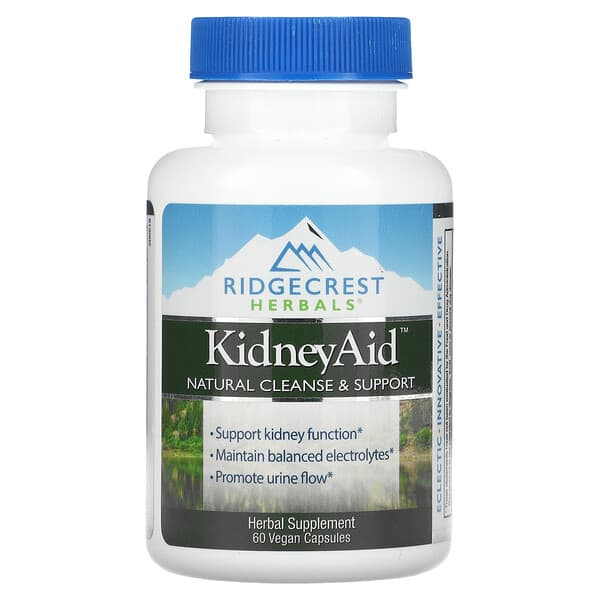 RIDGECREST
HERBALS®
KidneyAid™
NATURAL CLEANSE & SUPPORT
• Support kidney function*
• Maintain balanced electrolytes*
• Promote urine flow*
Herbal Supplement
60 Vegan Capsules
ECLECTIC • INNOVATIVE • EFFECTIVE